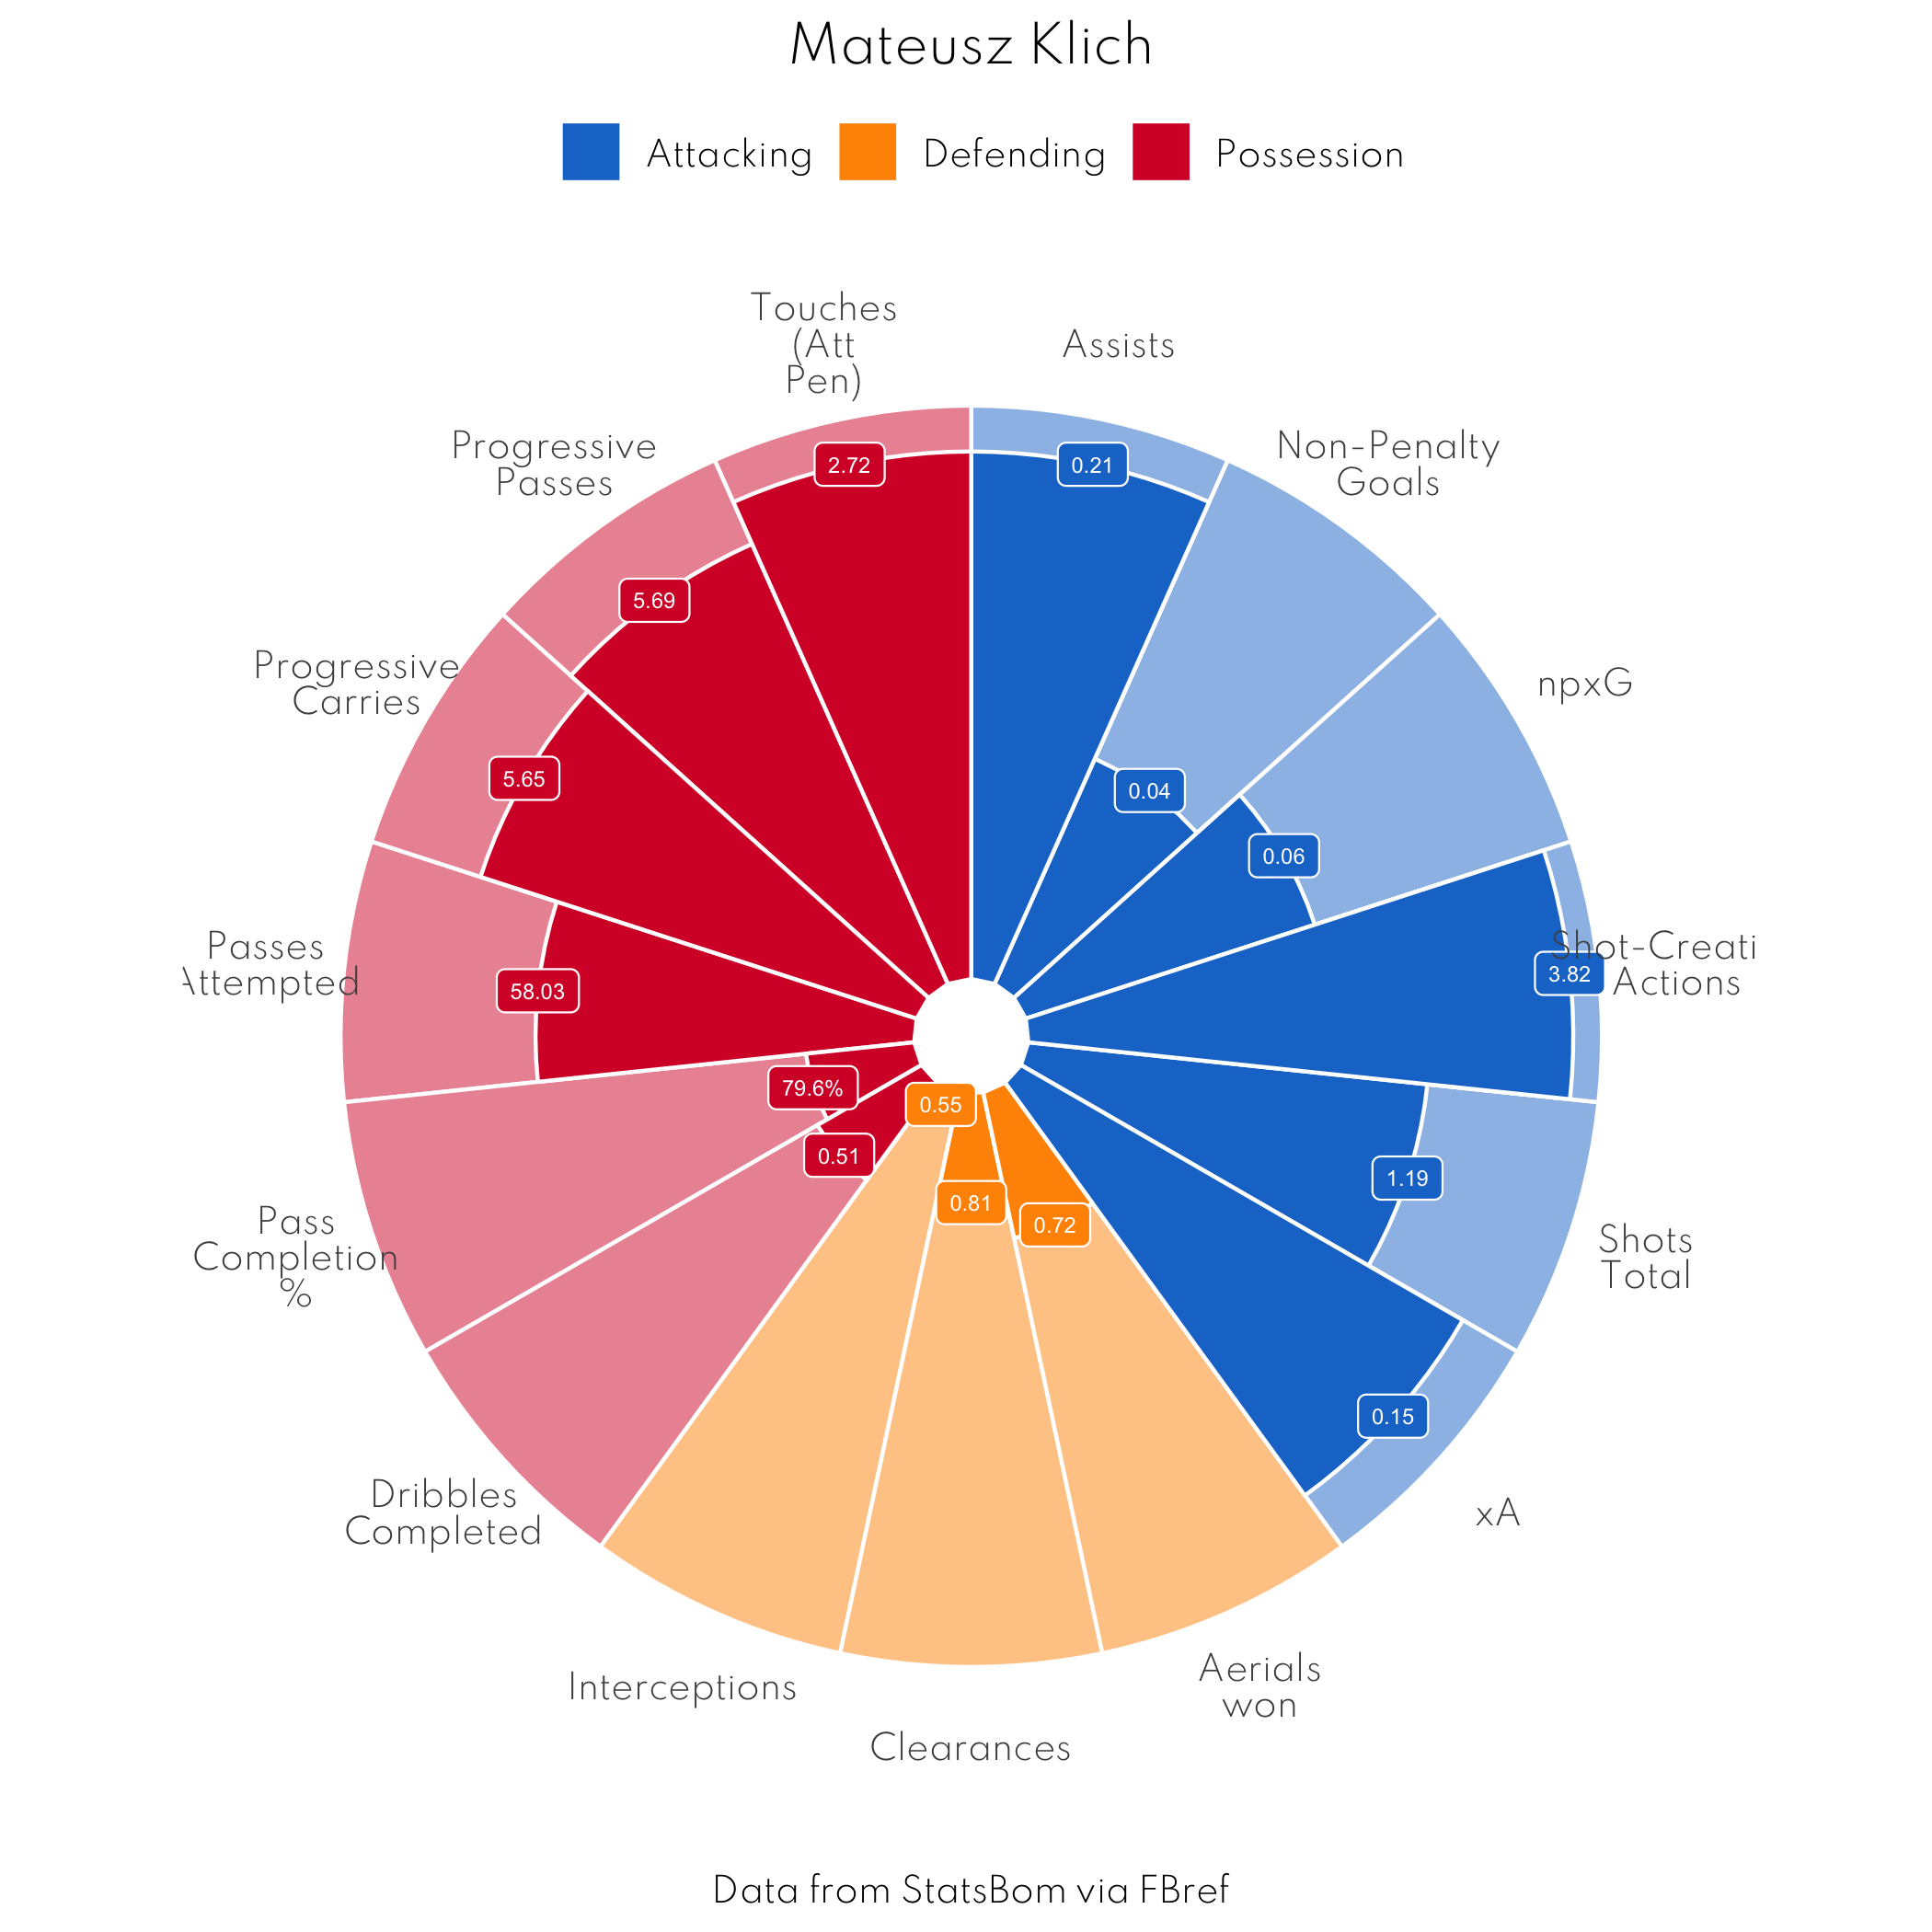 Mateusz Klich
Attacking
Defending
Possession
Touches
(Att
Pen)
Assists
Progressive
Passes
Non-Penalty
Goals
2.72
0.21
5.69
Progressive
Carries
npxG
5.65
0.04
0.06
Passes
Attempted
58.03
Shot-Creati
3.82
Actions
79.6%
0.55
0.51
0.81
0.72
1.19
Pass
Completion
%
Shots
Total
0.15
Dribbles
Completed
xA
Interceptions
Aerials
won
Clearances
Data from StatsBom via FBref